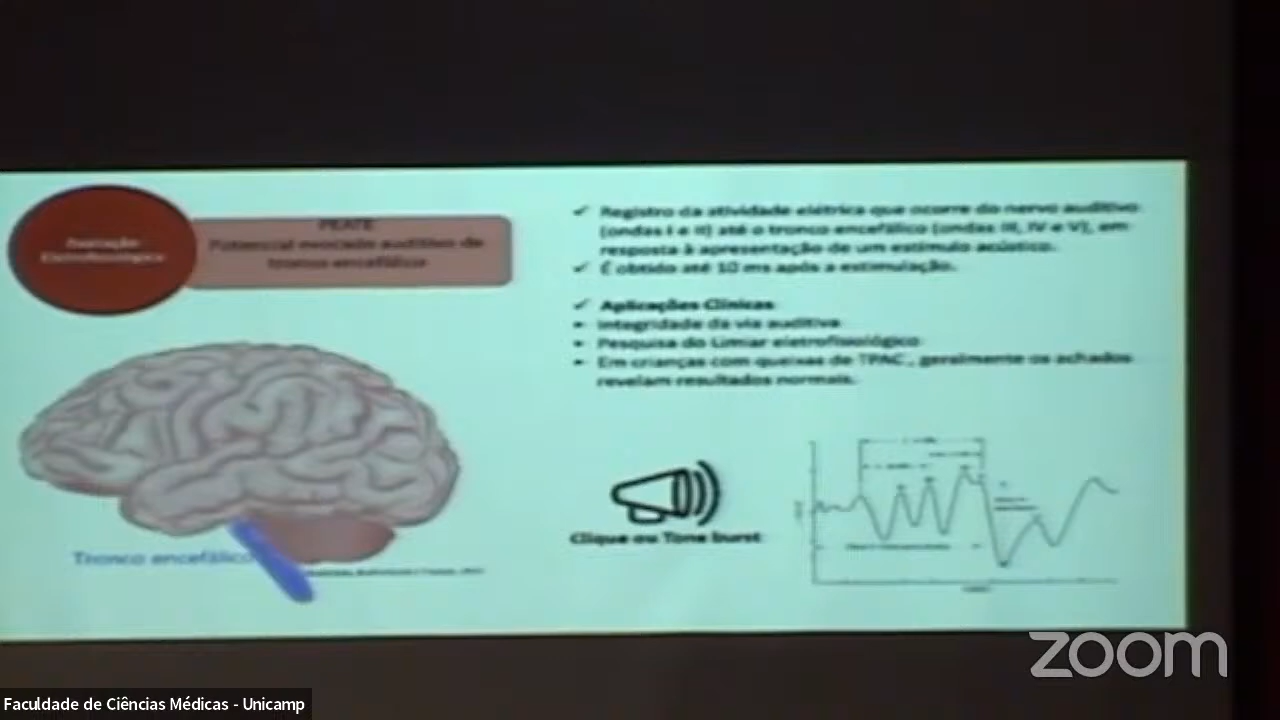 Avaliação
Eletrofisiológica
PEATE
Potencial evocado auditivo de
tronco encefálico
✓ Registro da atividade elétrica que ocorre do nervo auditivo
(ondas I e II) até o tronco encefálico (ondas III, IV e V), em
resposta à apresentação de um estímulo acústico.
✓ É obtido até 10 ms após a estimulação.
✓ Aplicações Clínicas
• Integridade da via auditiva
• Pesquisa do Limiar eletrofisiológico
• Em crianças com queixas de TPAC, geralmente os achados
revelam resultados normais.
Clique ou Tone burst
Tronco encefálico
zoom
Faculdade de Ciências Médicas - Unicamp